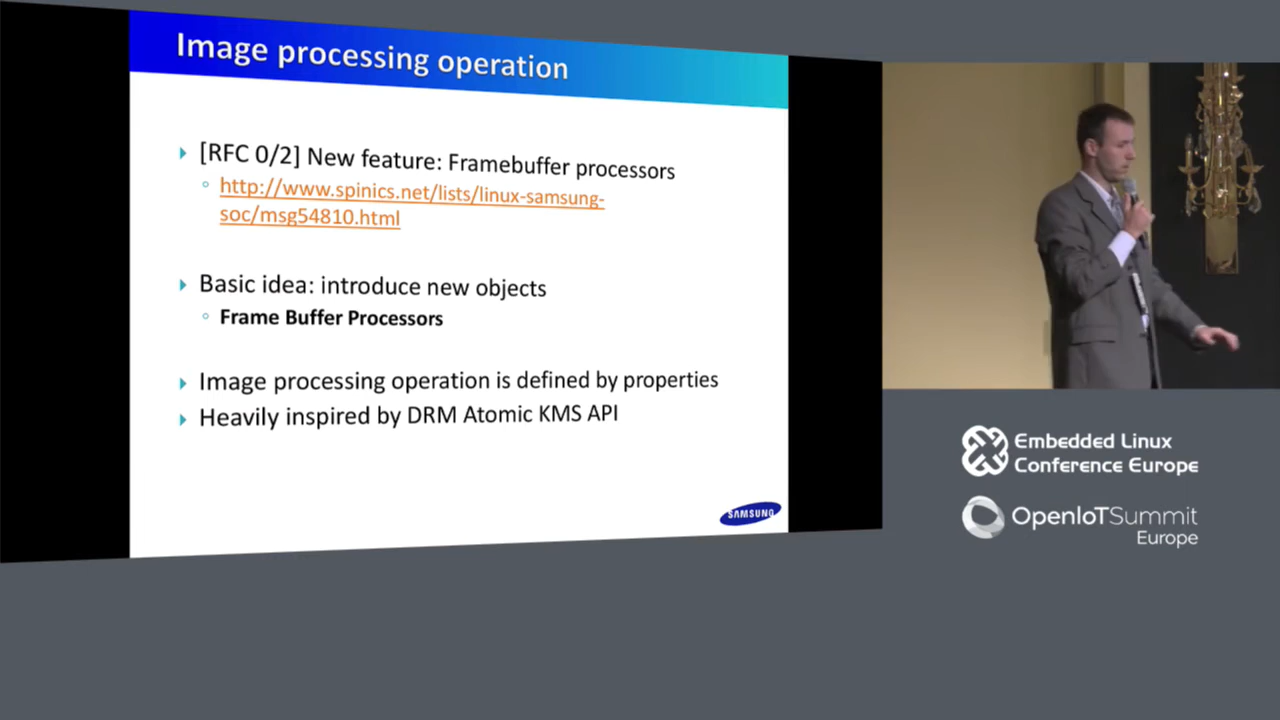 Image processing operation
[RFC 0/2] New feature: Framebuffer processors
http://www.spinics.net/lists/linux-samsung-
soc/msg54810.html
Basic idea: introduce new objects
Frame Buffer Processors
Image processing operation is defined by properties
Heavily inspired by DRM Atomic KMS API
SAMSUNG
Embedded Linux
Conference Europe
OpenIoTSummit
Europe